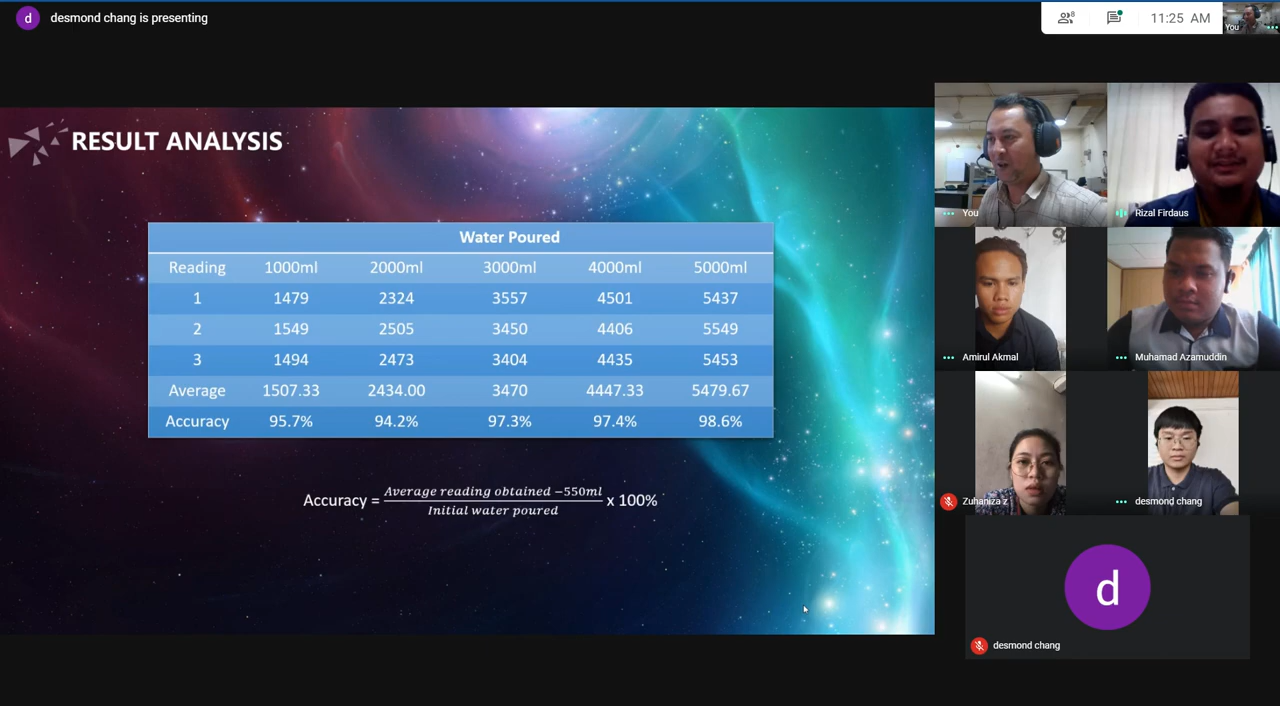 d desmond chang is presenting
8 11:25 AM
You
RESULT ANALYSIS
Water Poured
Reading 1000ml 2000ml 3000ml 4000ml 5000ml
1 1479 2324 3557 4501 5437
2 1549 2505 3450 4406 5549
3 1494 2473 3404 4435 5453
Average 1507.33 2434.00 3470 4447.33 5479.67
Accuracy 95.7% 94.2% 97.3% 97.4% 98.6%
Accuracy = Average reading obtained −550ml / Initial water poured x 100%
You
Rizal Firdaus
Amirul Akmal
Muhamad Azamuddin
Zuhaniza z
desmond chang
d
desmond chang